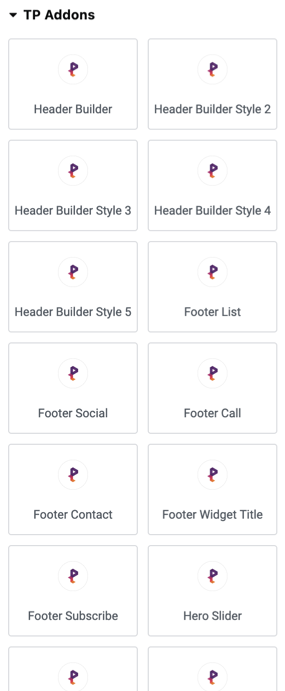 TP Addons
Header Builder
Header Builder Style 2
Header Builder Style 3
Header Builder Style 4
Header Builder Style 5
Footer List
Footer Social
Footer Call
Footer Contact
Footer Widget Title
Footer Subscribe
Hero Slider